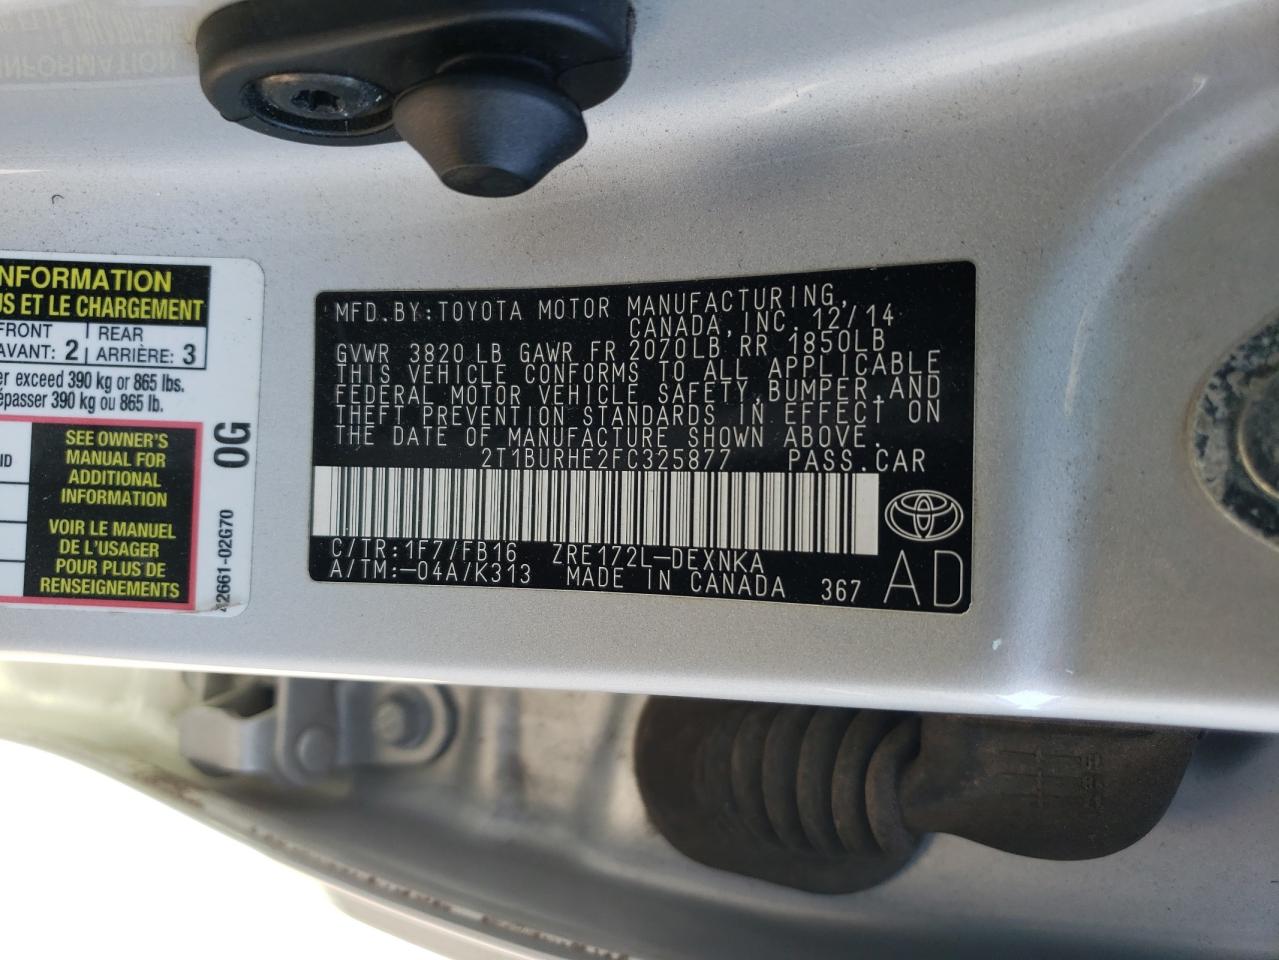 NFORMATION
US ET LE CHARGEMENT
FRONT
AVANT: 2
REAR
ARRIÈRE: 3
er exceed 390 kg or 865 lbs.
épasser 390 kg ou 865 lb.
SEE OWNER'S
MANUAL FOR
ADDITIONAL
INFORMATION
VOIR LE MANUEL
DE L'USAGER
POUR PLUS DE
RENSEIGNEMENTS
0G
42661-02G70
MFD.BY:TOYOTA MOTOR MANUFACTURING,
CANADA,INC. 12/14
GVWR 3820 LB GAWR FR 2070LB RR 1850LB
THIS VEHICLE CONFORMS TO ALL APPLICABLE
FEDERAL MOTOR VEHICLE SAFETY,BUMPER,AND
THEFT PREVENTION STANDARDS IN EFFECT ON
THE DATE OF MANUFACTURE SHOWN ABOVE.
2T1BURHE2FC325877 PASS.CAR
C/TR:1F7/FB16 ZRE172L-DEXNKA
A/TM:-04A/K313 MADE IN CANADA 367
AD